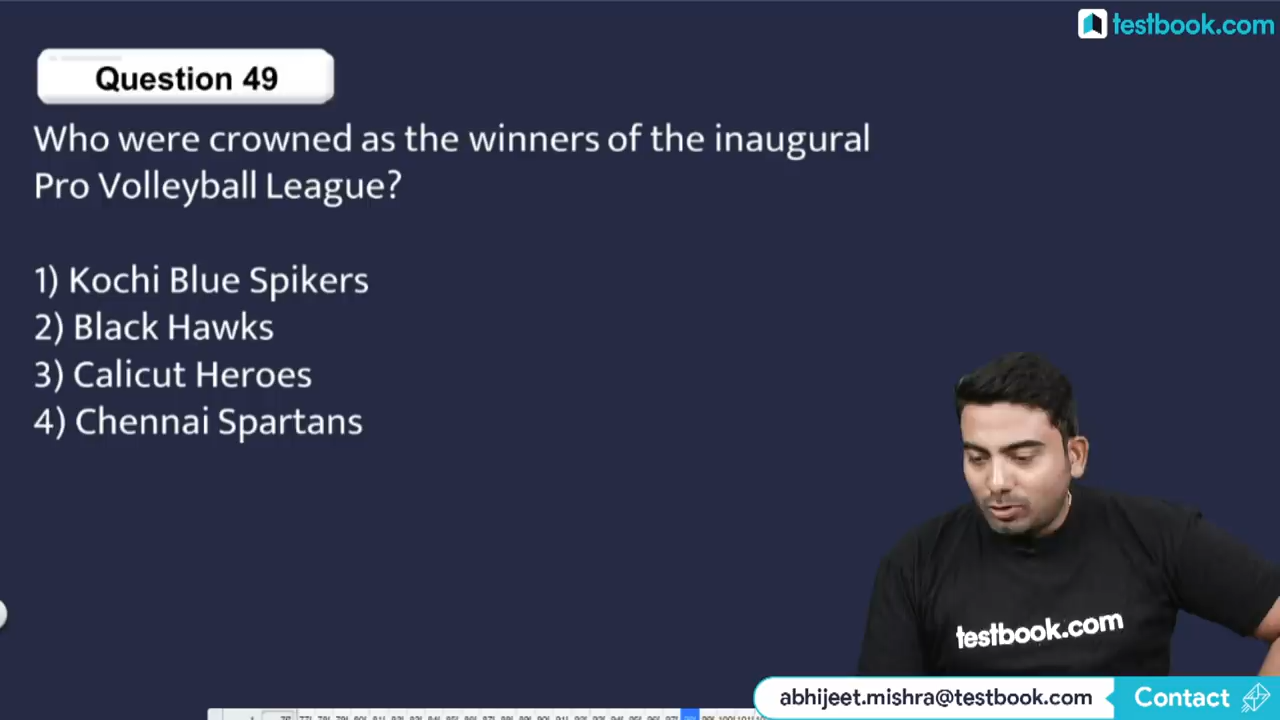 testbook.com
Question 49
Who were crowned as the winners of the inaugural
Pro Volleyball League?
1) Kochi Blue Spikers
2) Black Hawks
3) Calicut Heroes
4) Chennai Spartans
testbook.com
abhijeet.mishra@testbook.com Contact